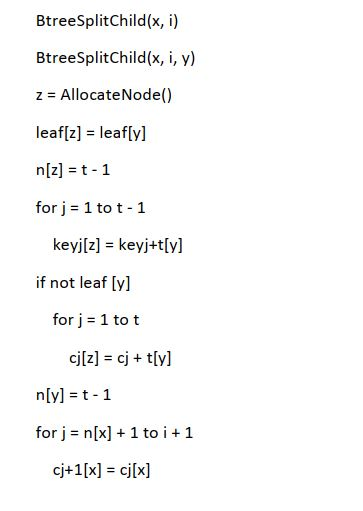 BtreeSplitChild(x, i)
BtreeSplitChild(x, i, y)
z = AllocateNode()
leaf[z] = leaf[y]
n[z] = t - 1
for j = 1 to t - 1
keyj[z] = keyj+t[y]
if not leaf [y]
for j = 1 to t
cj[z] = cj + t[y]
n[y] = t - 1
for j = n[x] + 1 to i + 1
cj+1[x] = cj[x]